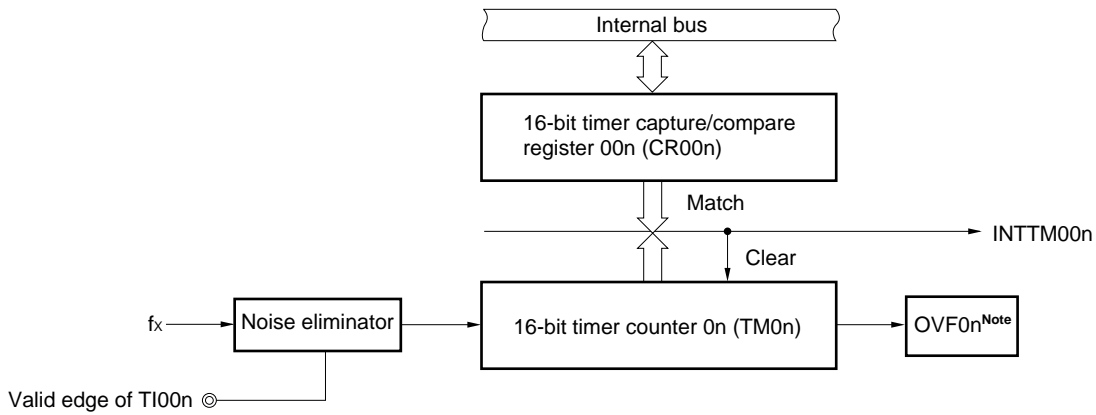 Internal bus
16-bit timer capture/compare
register 00n (CR00n)
Match
INTTM00n
Clear
fX
Noise eliminator
16-bit timer counter 0n (TM0n)
OVF0nNote
Valid edge of TI00n